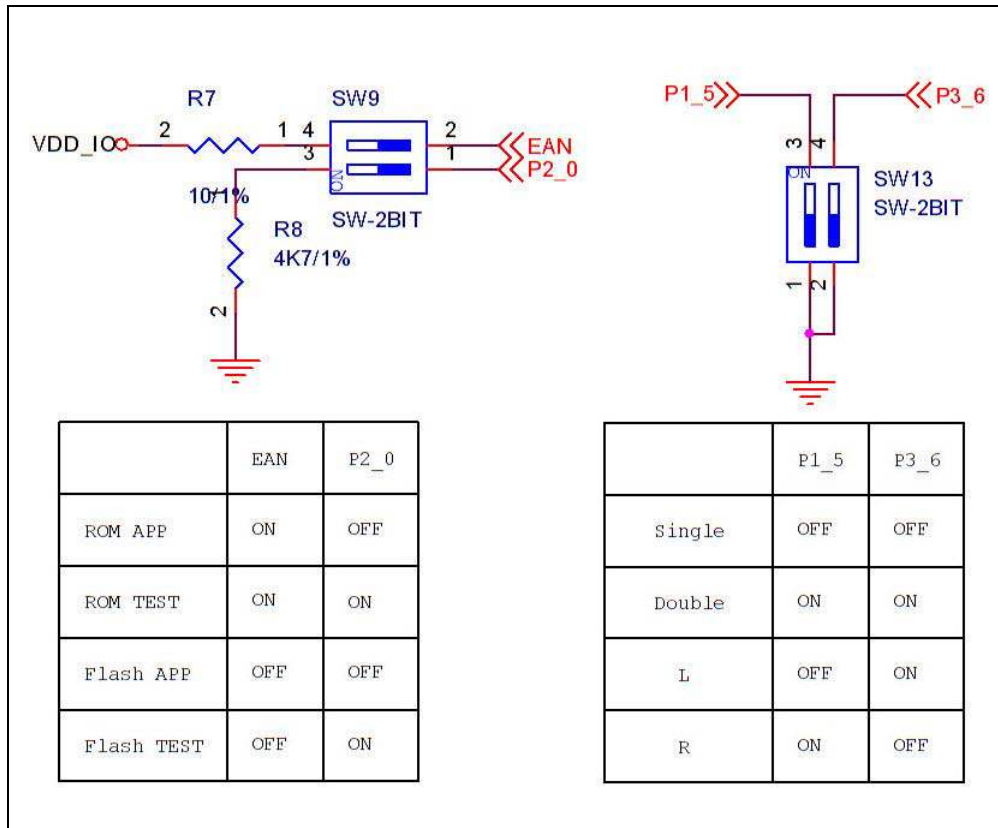 R7
SW9
VDD_IO
2
1
4
3
2
1
EAN
P2_0
ON
10/1%
1
SW-2BIT
R8
4K7/1%
2
P1_5
P3_6
3
4
ON
SW13
SW-2BIT
1
2
EAN P2_0
ROM APP ON OFF
ROM TEST ON ON
Flash APP OFF OFF
Flash TEST OFF ON
P1_5 P3_6
Single OFF OFF
Double ON ON
L OFF ON
R ON OFF